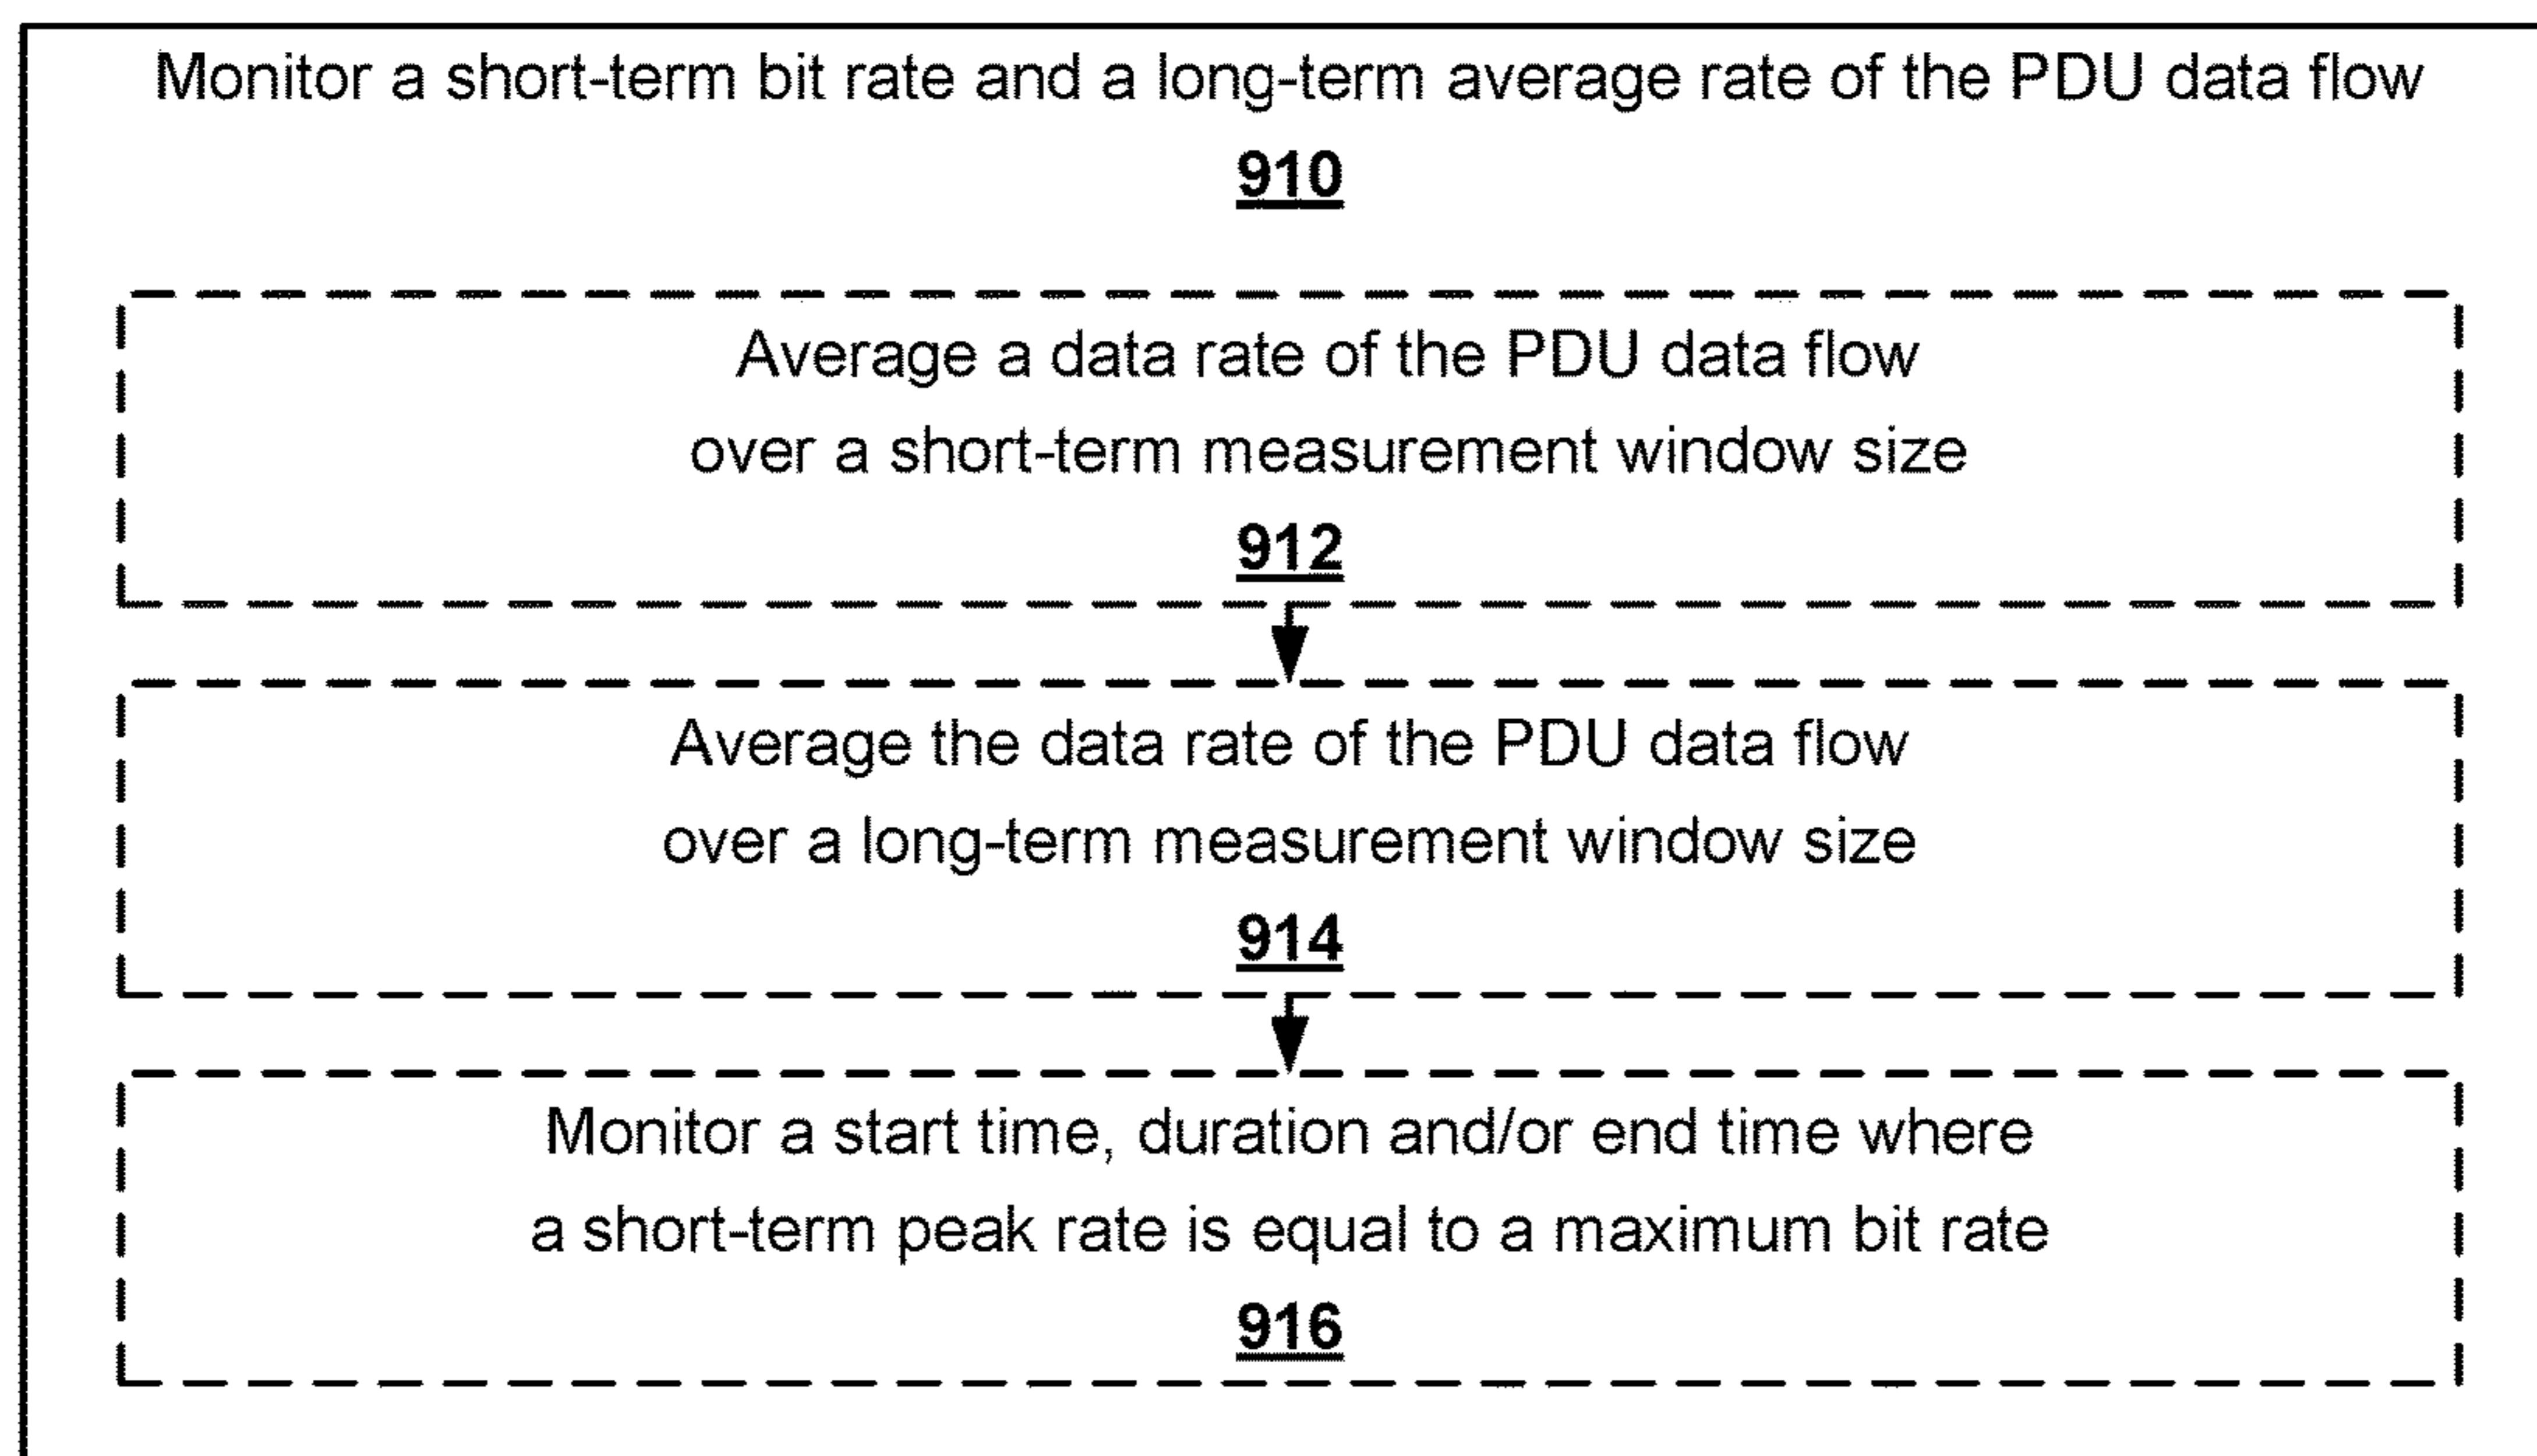 Monitor a short-term bit rate and a long-term average rate of the PDU data flow
910
Average a data rate of the PDU data flow
over a short-term measurement window size
912
Average the data rate of the PDU data flow
over a long-term measurement window size
914
Monitor a start time, duration and/or end time where
a short-term peak rate is equal to a maximum bit rate
916